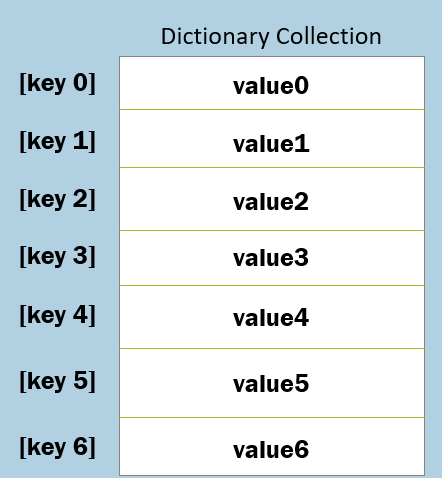 Dictionary Collection
[key 0] value0
[key 1] value1
[key 2] value2
[key 3] value3
[key 4] value4
[key 5] value5
[key 6] value6